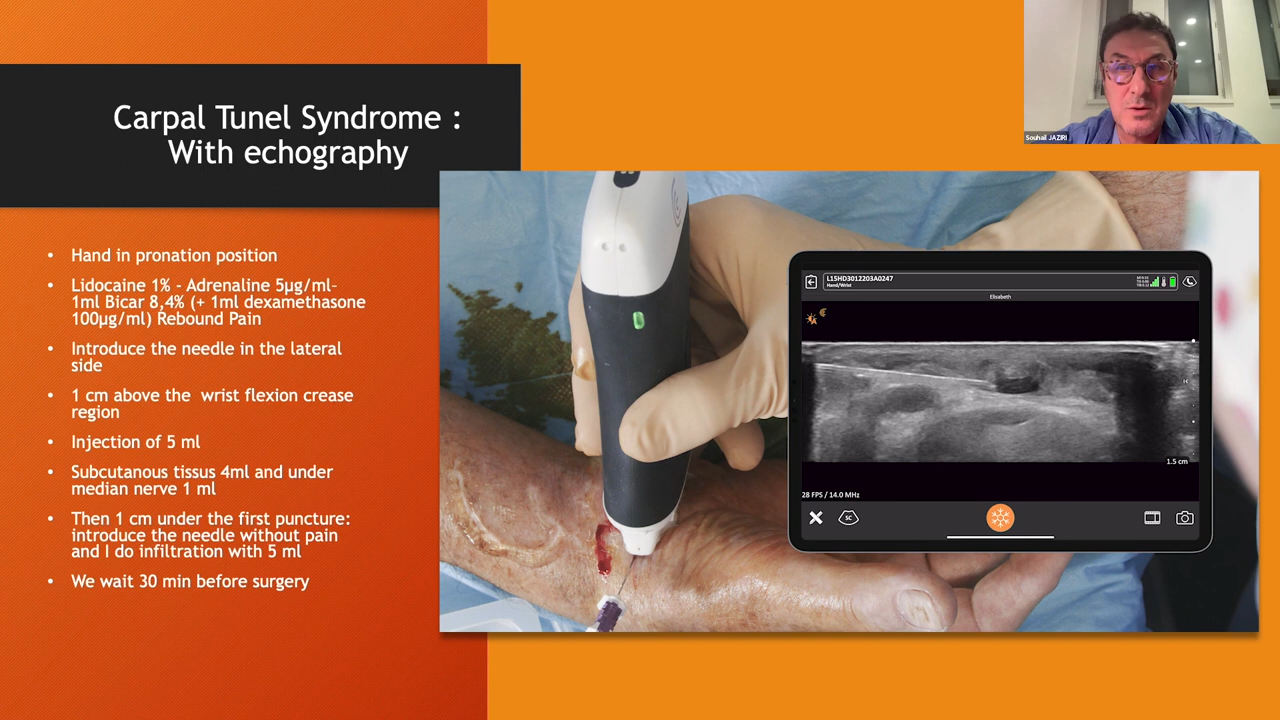 Carpal Tunel Syndrome :
With echography
Souhail JAZIRI
• Hand in pronation position
• Lidocaine 1% - Adrenaline 5µg/ml–
1ml Bicar 8,4% (+ 1ml dexamethasone
100µg/ml) Rebound Pain
• Introduce the needle in the lateral
side
• 1 cm above the  wrist flexion crease
region
• Injection of 5 ml
• Subcutanous tissus 4ml and under
median nerve 1 ml
• Then 1 cm under the first puncture:
introduce the needle without pain
and I do infiltration with 5 ml
• We wait 30 min before surgery
L15HD3012203A0247
Hand/Wrist
Elisabeth
1.5 cm
28 FPS / 14.0 MHz
SC